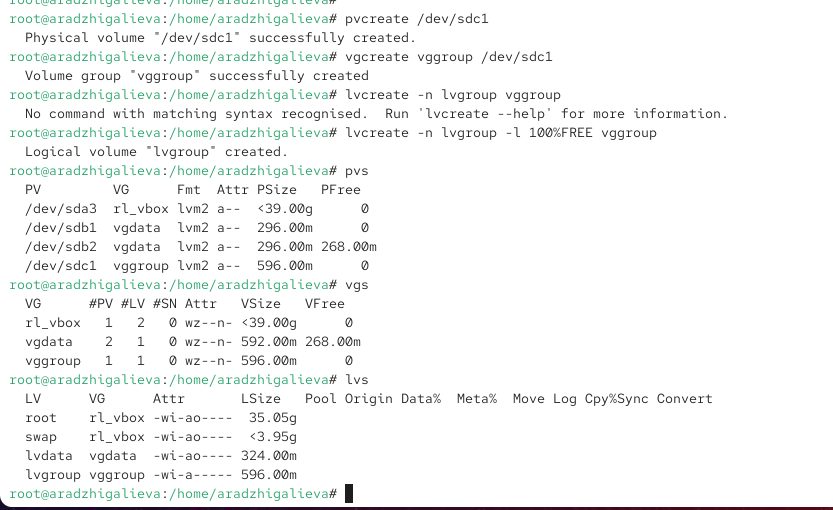 root@aradzhigalieva:/home/aradzhigalieva#
root@aradzhigalieva:/home/aradzhigalieva# pvcreate /dev/sdc1
  Physical volume "/dev/sdc1" successfully created.
root@aradzhigalieva:/home/aradzhigalieva# vgcreate vggroup /dev/sdc1
  Volume group "vggroup" successfully created
root@aradzhigalieva:/home/aradzhigalieva# lvcreate -n lvgroup vggroup
  No command with matching syntax recognised.  Run 'lvcreate --help' for more information.
root@aradzhigalieva:/home/aradzhigalieva# lvcreate -n lvgroup -l 100%FREE vggroup
  Logical volume "lvgroup" created.
root@aradzhigalieva:/home/aradzhigalieva# pvs
  PV         VG      Fmt  Attr PSize   PFree
  /dev/sda3  rl_vbox lvm2 a--  <39.00g      0
  /dev/sdb1  vgdata  lvm2 a--  296.00m      0
  /dev/sdb2  vgdata  lvm2 a--  296.00m 268.00m
  /dev/sdc1  vggroup lvm2 a--  596.00m      0
root@aradzhigalieva:/home/aradzhigalieva# vgs
  VG      #PV #LV #SN Attr   VSize   VFree
  rl_vbox   1   2   0 wz--n- <39.00g      0
  vgdata    2   1   0 wz--n- 592.00m 268.00m
  vggroup   1   1   0 wz--n- 596.00m      0
root@aradzhigalieva:/home/aradzhigalieva# lvs
  LV      VG      Attr       LSize   Pool Origin Data%  Meta%  Move Log Cpy%Sync Convert
  root    rl_vbox -wi-ao----  35.05g
  swap    rl_vbox -wi-ao----  <3.95g
  lvdata  vgdata  -wi-ao---- 324.00m
  lvgroup vggroup -wi-a----- 596.00m
root@aradzhigalieva:/home/aradzhigalieva#